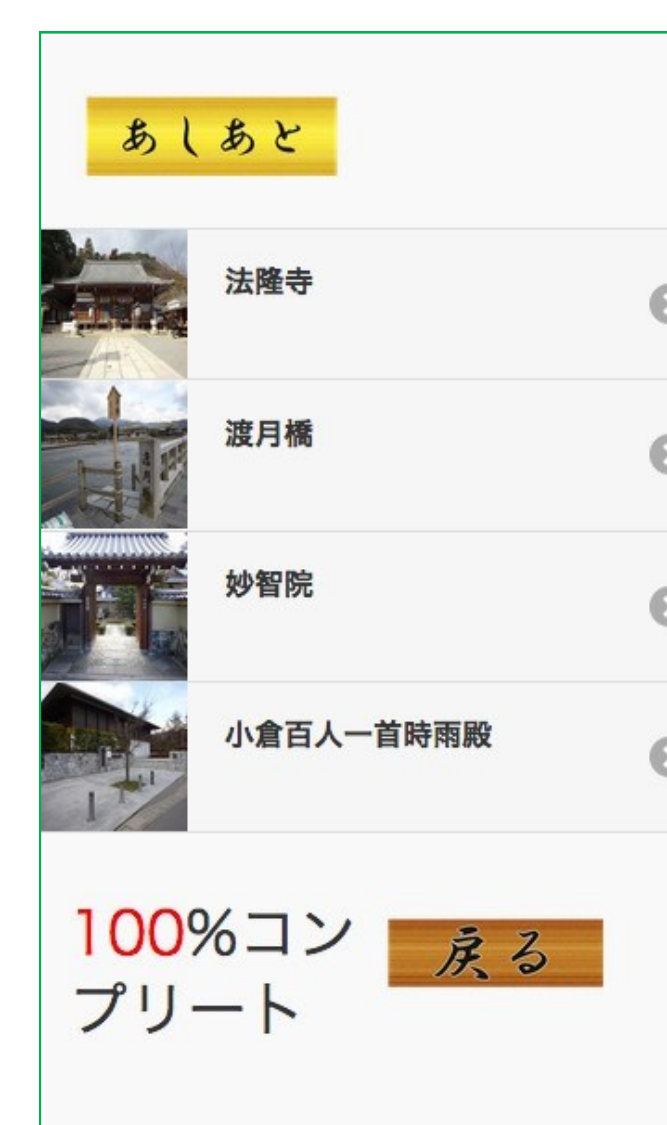 あしあと
法隆寺
渡月橋
妙智院
小倉百人一首時雨殿
100%コン
プリート
戻る